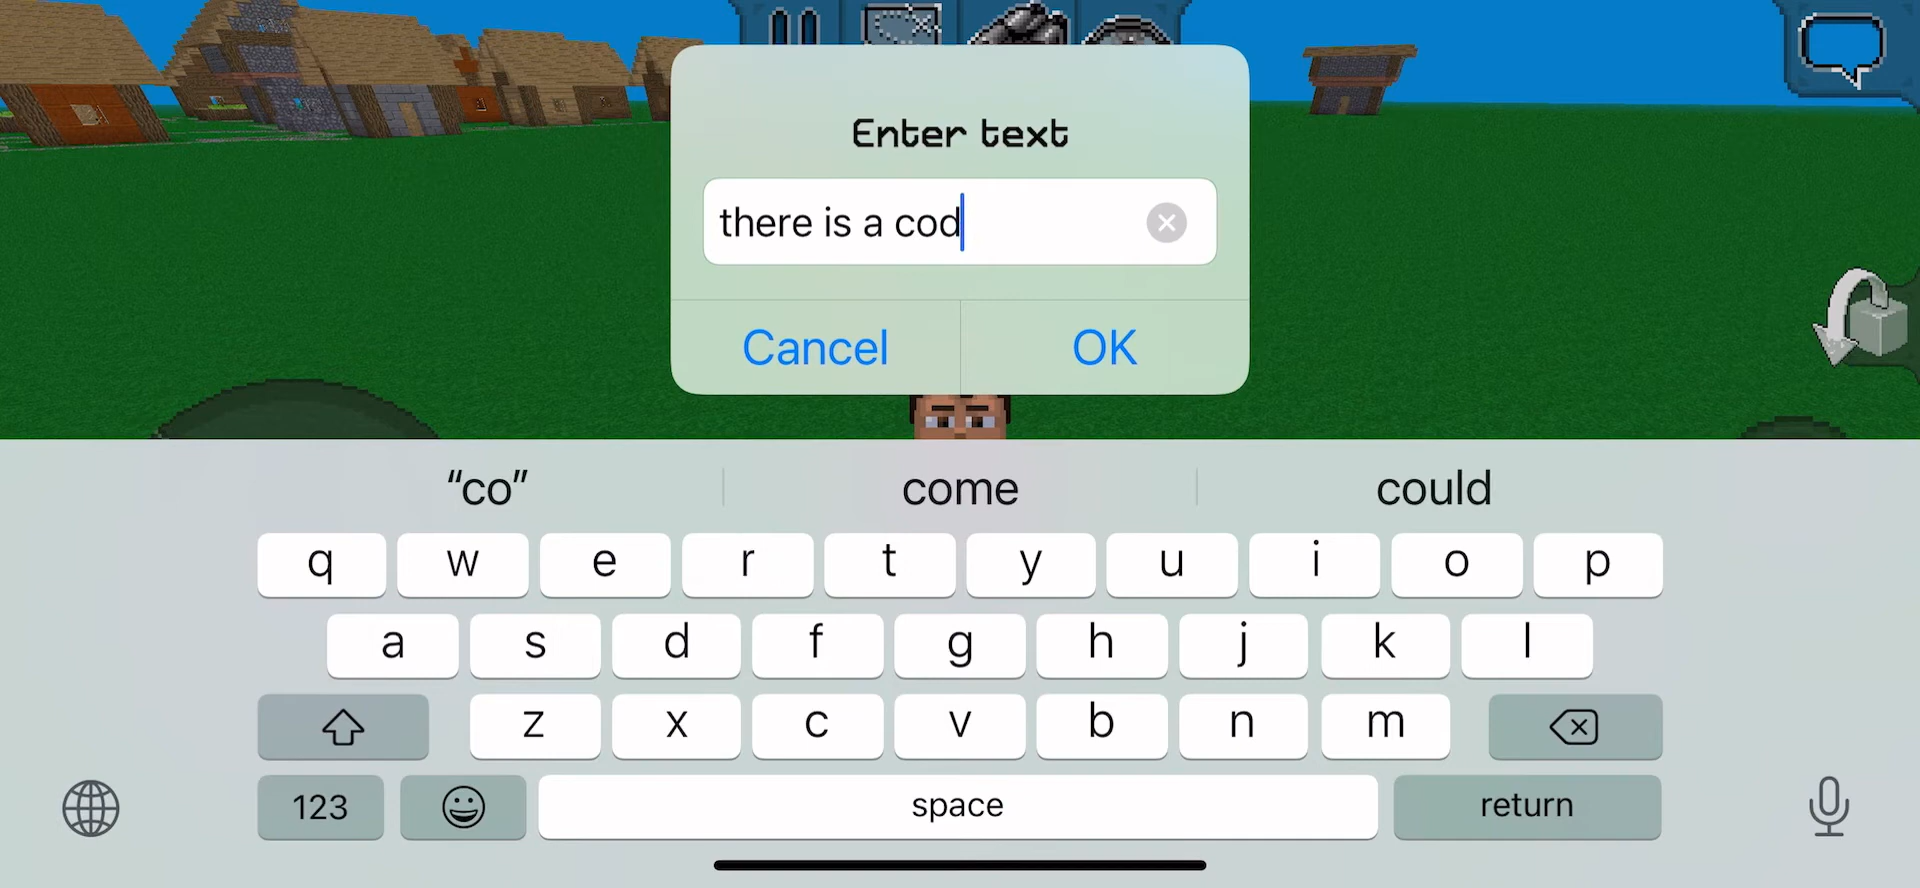 Enter text
there is a cod
Cancel OK
“co” come could
q w e r t y u i o p
a s d f g h j k l
z x c v b n m
123 space return